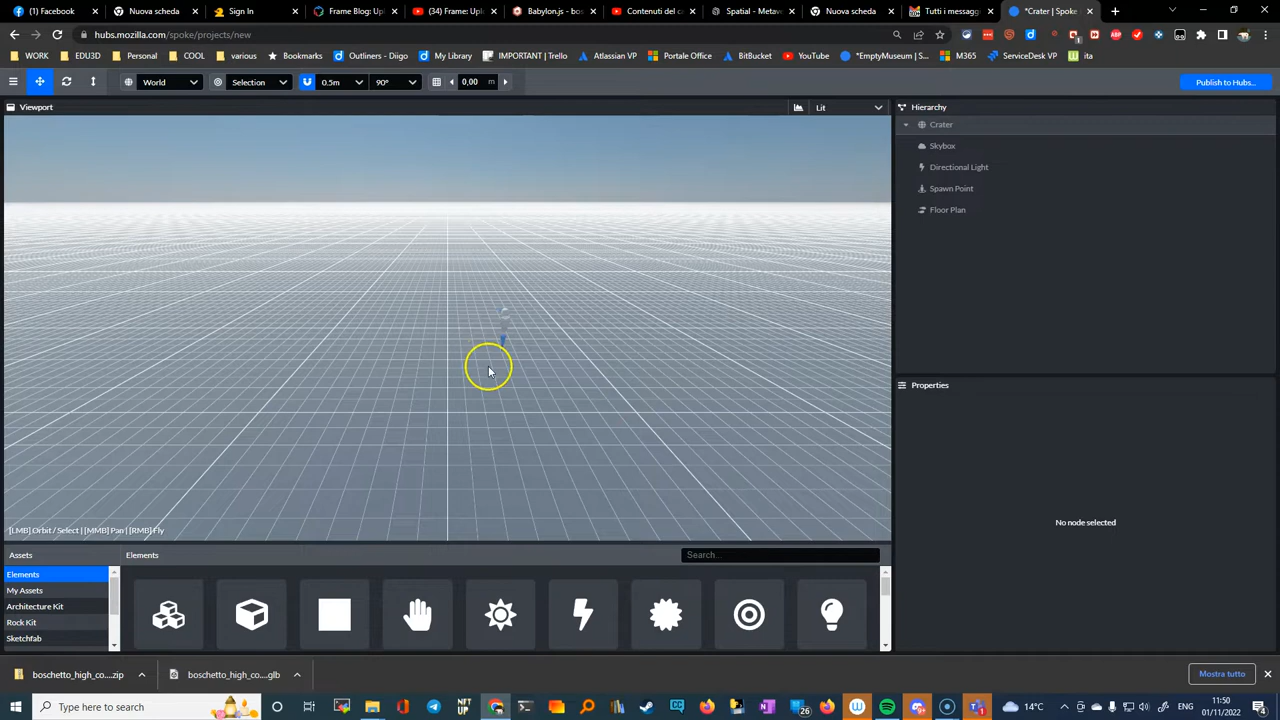 (1) Facebook
Nuova scheda
Sign In
Frame Blog: Upl
(34) Frame: Uplo
Babylon.js - bos
Contenuti del ca
Spatial - Metave
Nuova scheda
Tutti i messagg
*Crater | Spoke
hubs.mozilla.com/spoke/projects/new
WORK
EDU3D
Personal
COOL
various
Bookmarks
Outliners - Diigo
My Library
IMPORTANT | Trello
Atlassian VP
Portale Office
BitBucket
YouTube
*EmptyMuseum | S...
M365
ServiceDesk VP
ita
World
Selection
0.5m
90°
0,00 m
Publish to Hubs...
Viewport
Lit
Hierarchy
Crater
Skybox
Directional Light
Spawn Point
Floor Plan
Properties
No node selected
[LMB] Orbit / Select | [MMB] Pan | [RMB] Fly
Assets
Elements
Search...
Elements
My Assets
Architecture Kit
Rock Kit
Sketchfab
boschetto_high_co....zip
boschetto_high_co....glb
Mostra tutto
Type here to search
14°C
11:50
01/11/2022